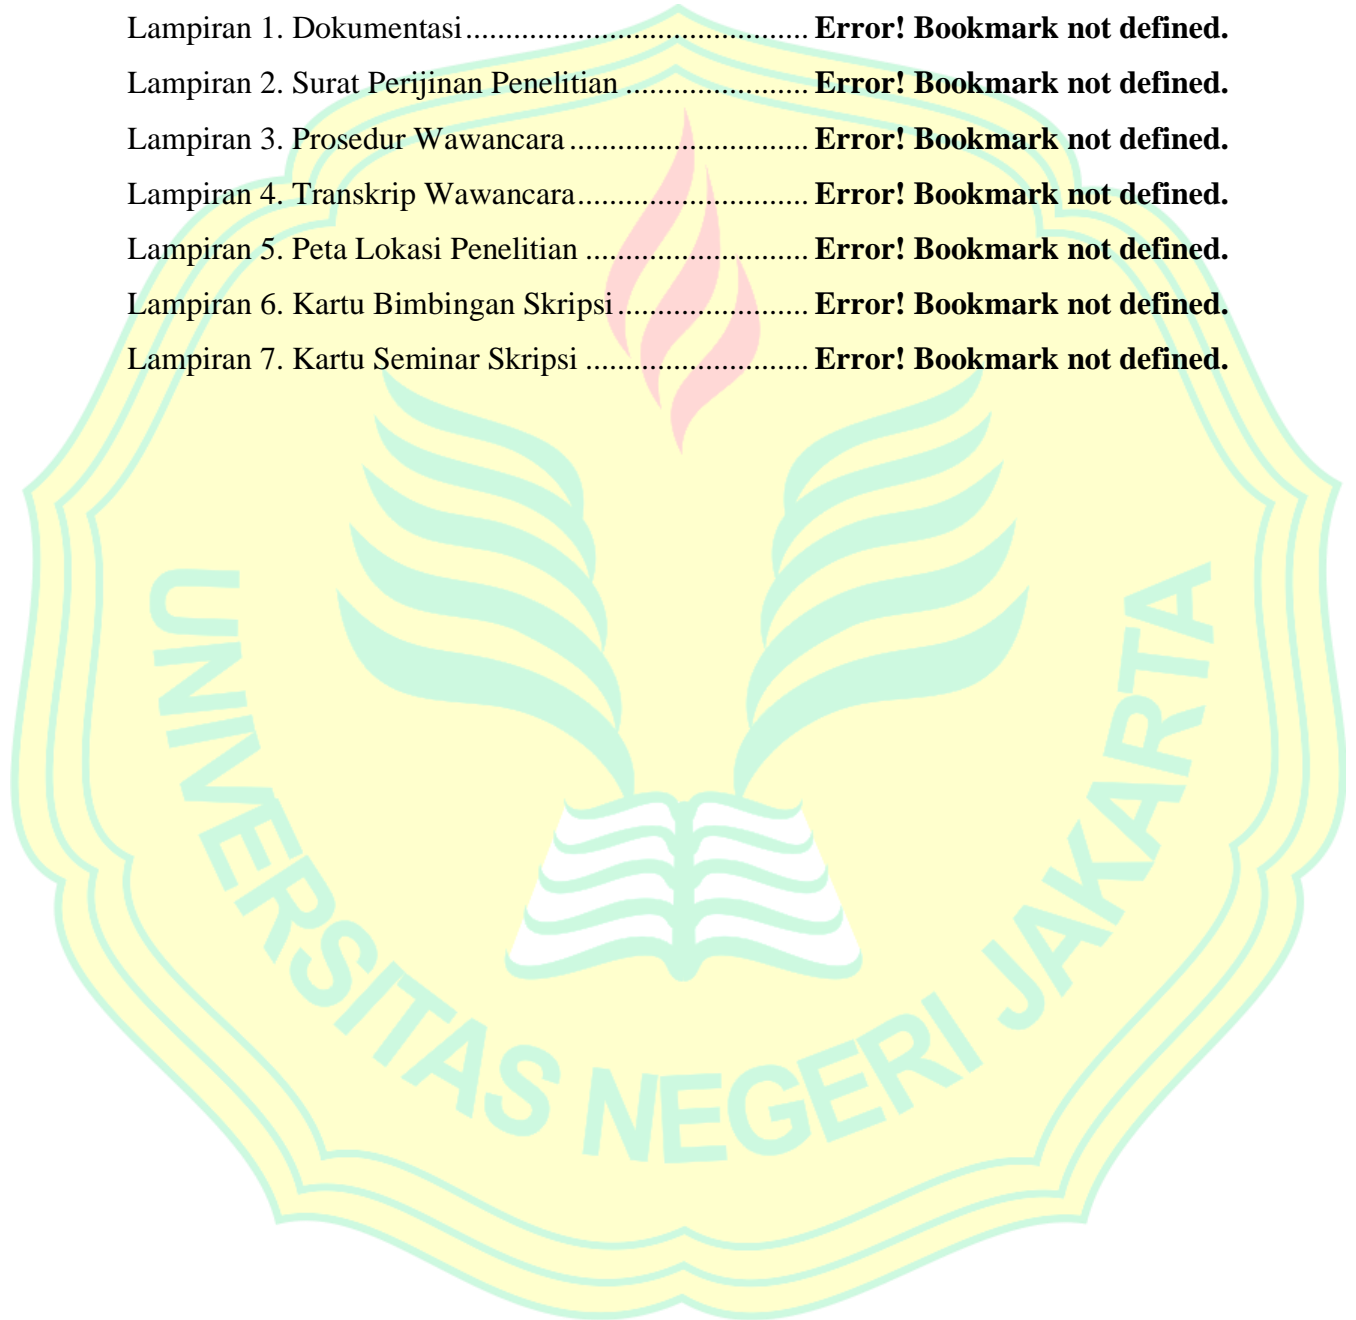 Lampiran 1. Dokumentasi........................................... Error! Bookmark not defined.
Lampiran 2. Surat Perijinan Penelitian ....................... Error! Bookmark not defined.
Lampiran 3. Prosedur Wawancara .............................. Error! Bookmark not defined.
Lampiran 4. Transkrip Wawancara............................. Error! Bookmark not defined.
Lampiran 5. Peta Lokasi Penelitian ............................ Error! Bookmark not defined.
Lampiran 6. Kartu Bimbingan Skripsi........................ Error! Bookmark not defined.
Lampiran 7. Kartu Seminar Skripsi ............................ Error! Bookmark not defined.
UNIVERSITAS NEGERI JAKARTA